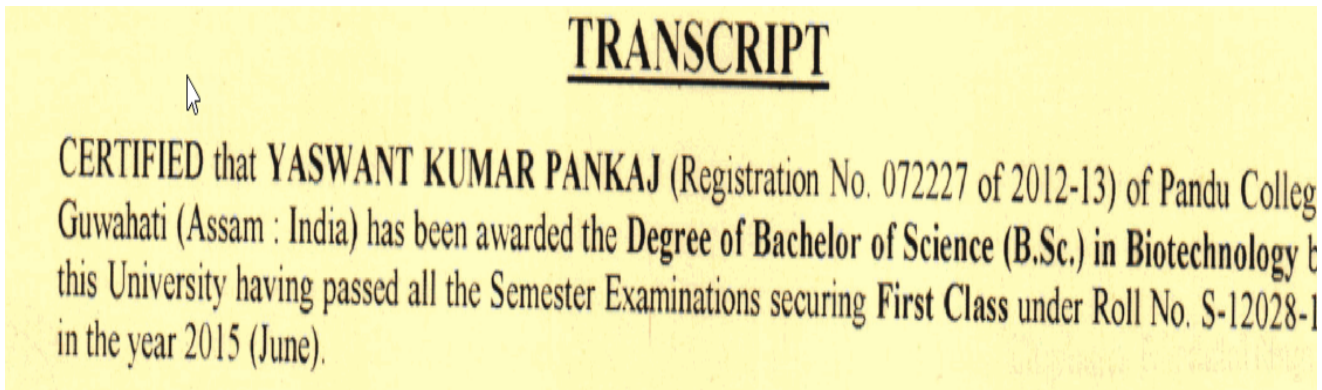 TRANSCRIPT
CERTIFIED that YASWANT KUMAR PANKAJ (Registration No. 072227 of 2012-13) of Pandu Colleg
Guwahati (Assam : India) has been awarded the Degree of Bachelor of Science (B.Sc.) in Biotechnology b
this University having passed all the Semester Examinations securing First Class under Roll No. S-12028-1
in the year 2015 (June).